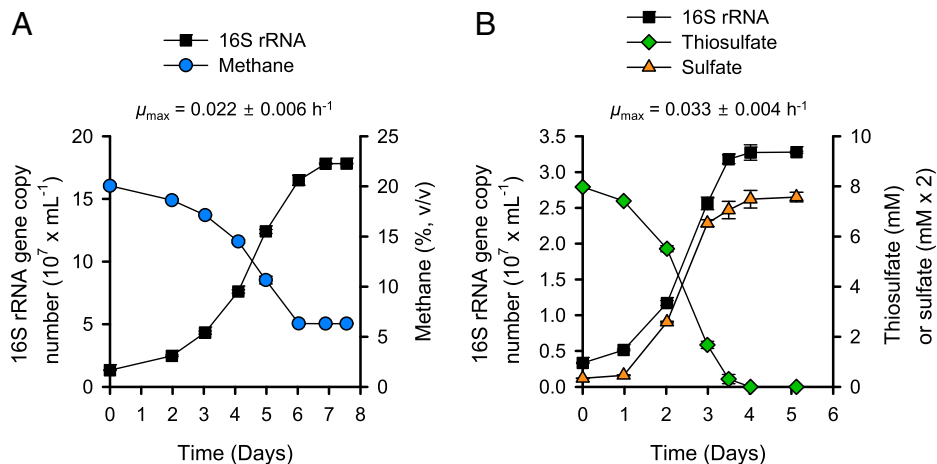 A
16S rRNA
Methane
μmax = 0.022 ± 0.006 h-1
20
15
10
5
0
25
20
15
10
5
0
0 1 2 3 4 5 6 7 8
16S rRNA gene copy
number (10^7 x mL^-1)
Methane (%, v/v)
Time (Days)
B
16S rRNA
Thiosulfate
Sulfate
μmax = 0.033 ± 0.004 h-1
3.5
3.0
2.5
2.0
1.5
1.0
0.5
0.0
10
8
6
4
2
0
0 1 2 3 4 5 6
16S rRNA gene copy
number (10^7 x mL^-1)
Thiosulfate (mM)
or sulfate (mM x 2)
Time (Days)